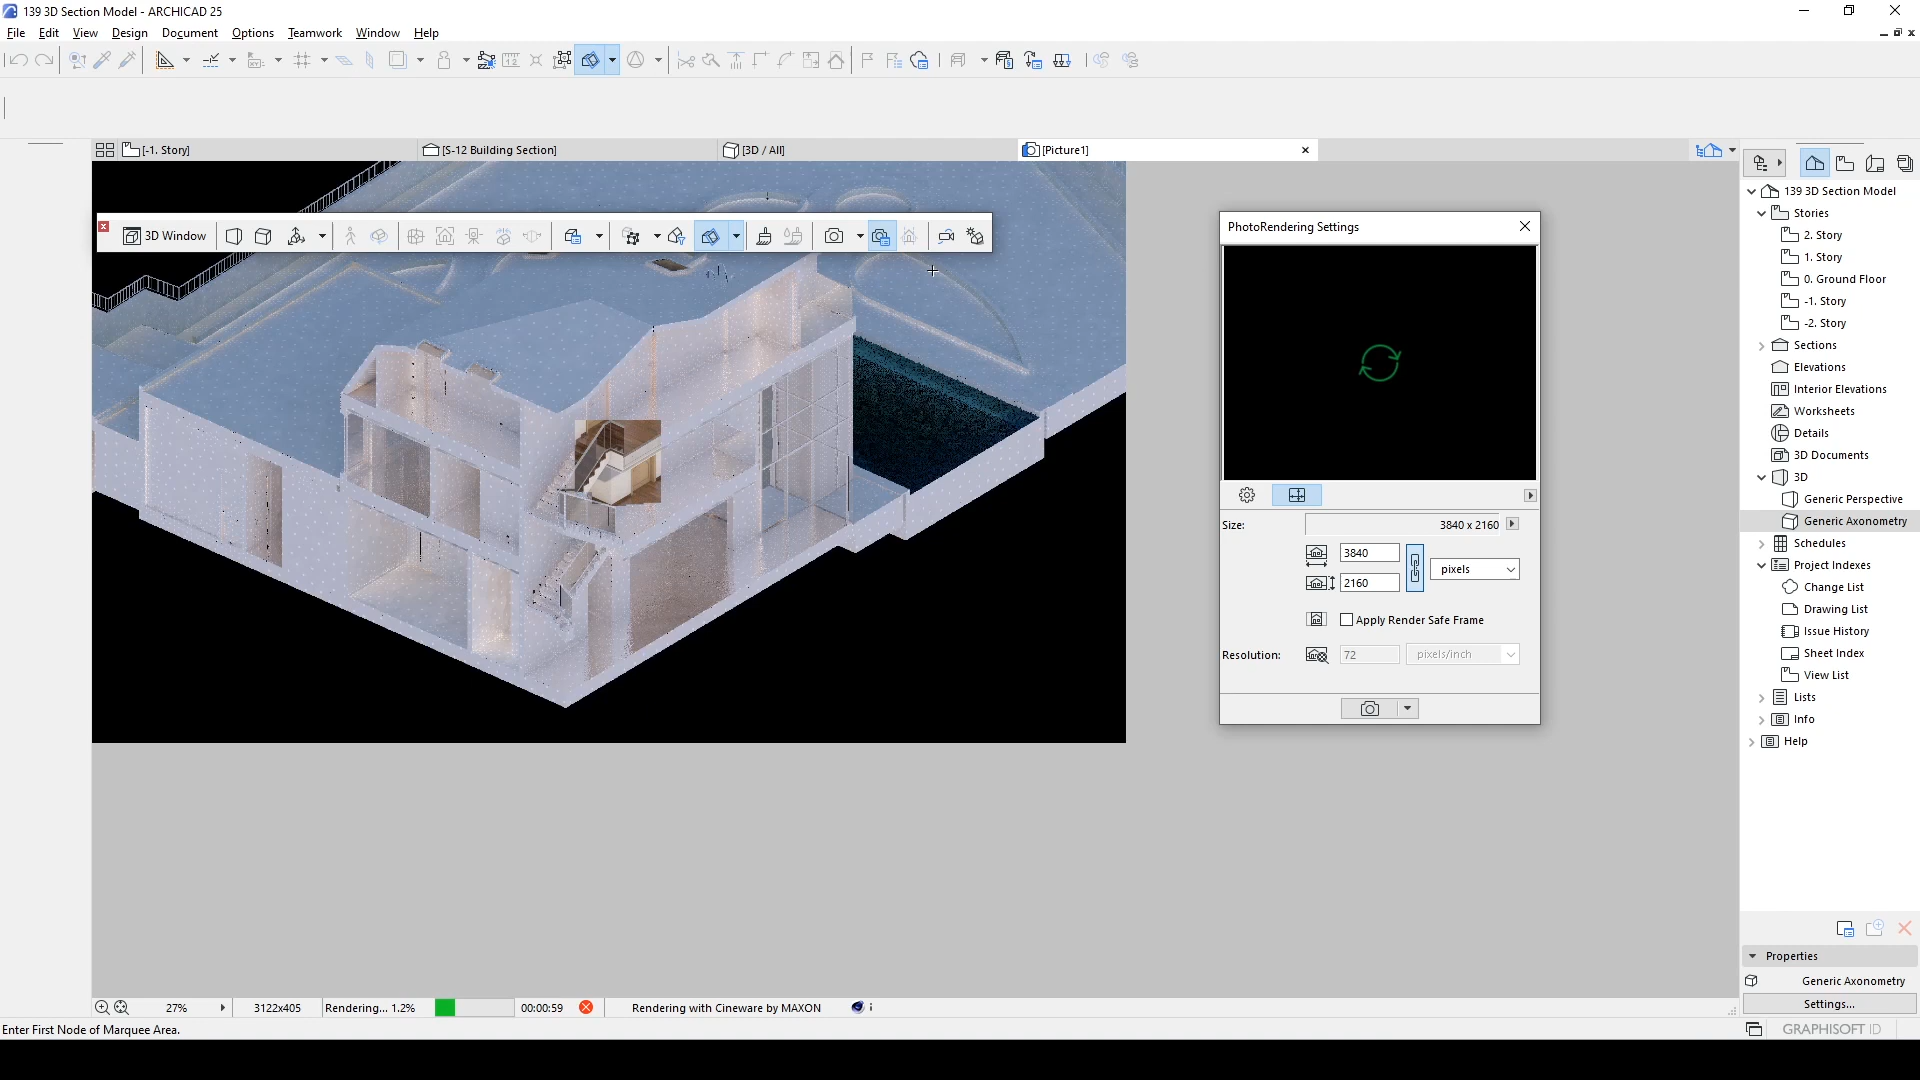 139 3D Section Model - ARCHICAD 25
File Edit View Design Document Options Teamwork Window Help
[-1. Story] [S-12 Building Section] [3D / All] [Picture1]
3D Window
PhotoRendering Settings
Size: 3840 x 2160
3840
2160
pixels
Apply Render Safe Frame
Resolution: 72 pixels/inch
139 3D Section Model
Stories
2. Story
1. Story
0. Ground Floor
-1. Story
-2. Story
Sections
Elevations
Interior Elevations
Worksheets
Details
3D Documents
3D
Generic Perspective
Generic Axonometry
Schedules
Project Indexes
Change List
Drawing List
Issue History
Sheet Index
View List
Lists
Info
Help
Properties
Generic Axonometry
Settings...
27% 3122x405 Rendering... 1.2% 00:00:59 Rendering with Cineware by MAXON i
Enter First Node of Marquee Area.
GRAPHISOFT ID